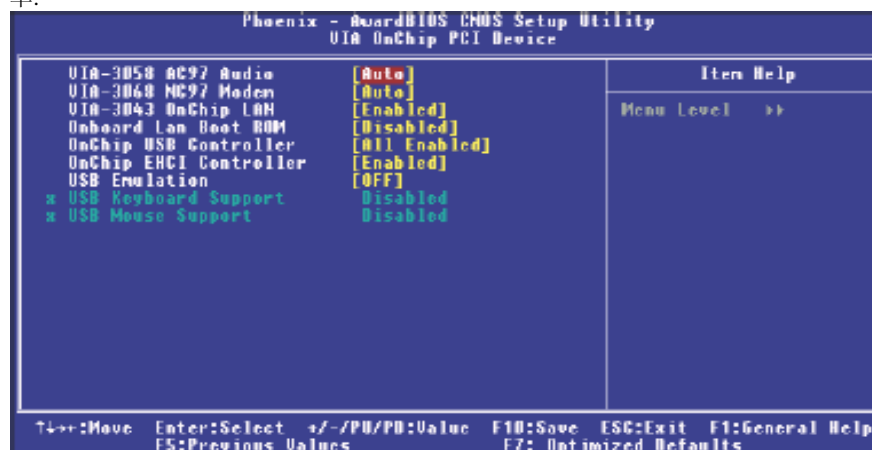 Phoenix - AwardBIOS CMOS Setup Utility
VIA OnChip PCI Device
VIA-3058 AC97 Audio [Auto]
VIA-3068 MC97 Modem [Auto]
VIA-3043 OnChip LAN [Enabled]
Onboard Lan Boot ROM [Disabled]
OnChip USB Controller [All Enabled]
OnChip EHCI Controller [Enabled]
USB Emulation [OFF]
x USB Keyboard Support Disabled
x USB Mouse Support Disabled
Item Help
Menu Level ▸▸
↑↓→←:Move Enter:Select +/-/PU/PD:Value F10:Save ESC:Exit F1:General Help
F5:Previous Values F7: Optimized Defaults